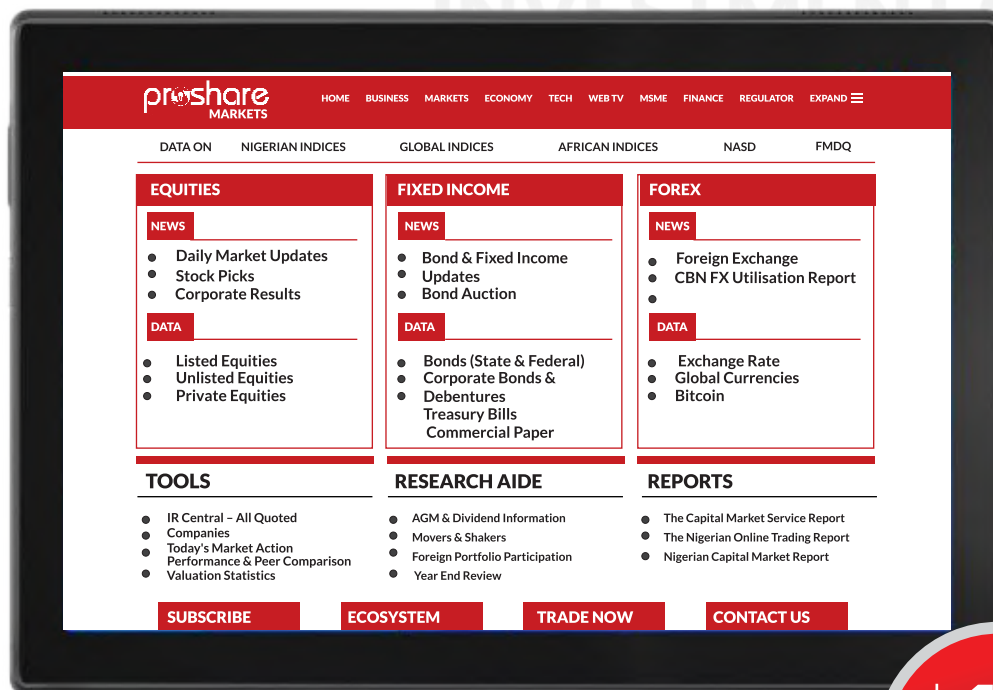 INVESTMENT
proshare
MARKETS
HOME BUSINESS MARKETS ECONOMY TECH WEB TV MSME FINANCE REGULATOR EXPAND
DATA ON NIGERIAN INDICES GLOBAL INDICES AFRICAN INDICES NASD FMDQ
EQUITIES
NEWS
Daily Market Updates
Stock Picks
Corporate Results
DATA
Listed Equities
Unlisted Equities
Private Equities
FIXED INCOME
NEWS
Bond & Fixed Income
Updates
Bond Auction
DATA
Bonds (State & Federal)
Corporate Bonds &
Debentures
Treasury Bills
Commercial Paper
FOREX
NEWS
Foreign Exchange
CBN FX Utilisation Report
DATA
Exchange Rate
Global Currencies
Bitcoin
TOOLS
IR Central – All Quoted
Companies
Today's Market Action
Performance & Peer Comparison
Valuation Statistics
RESEARCH AIDE
AGM & Dividend Information
Movers & Shakers
Foreign Portfolio Participation
Year End Review
REPORTS
The Capital Market Service Report
The Nigerian Online Trading Report
Nigerian Capital Market Report
SUBSCRIBE ECOSYSTEM TRADE NOW CONTACT US